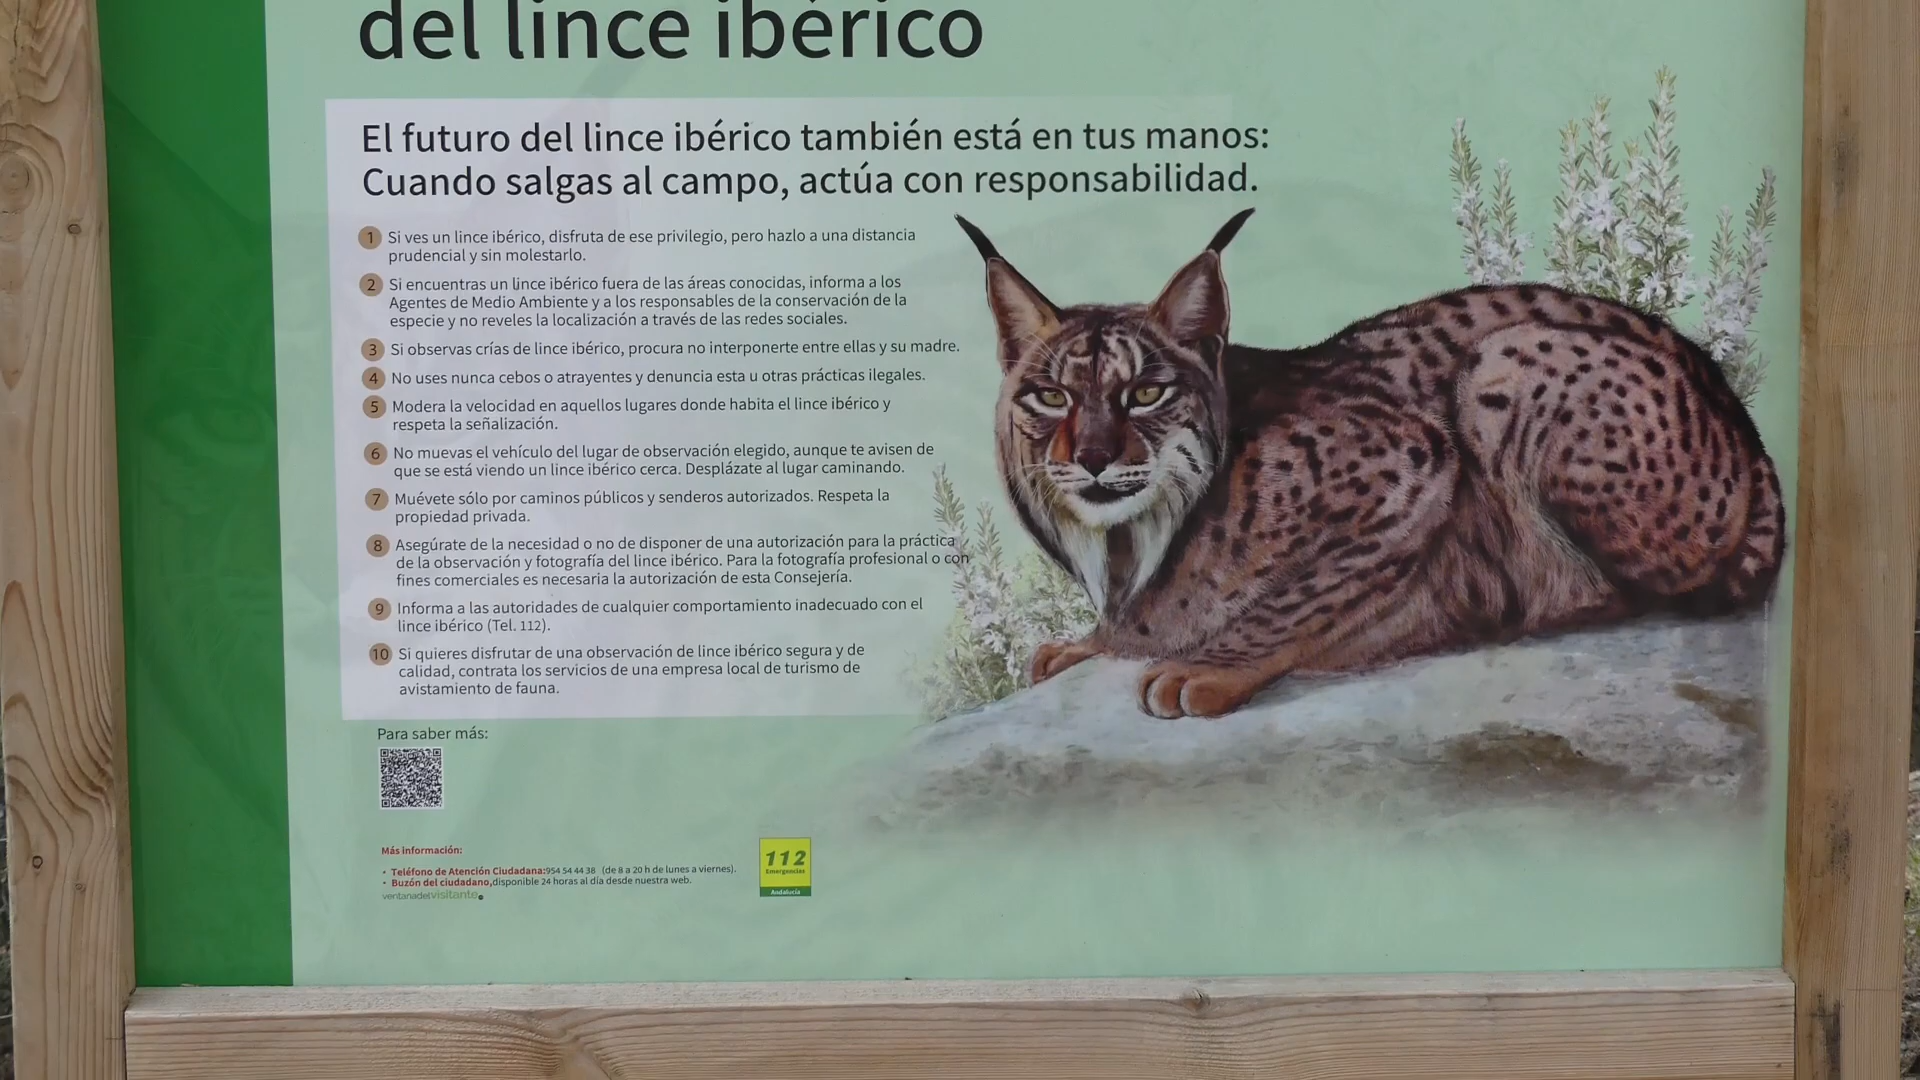 del lince ibérico
El futuro del lince ibérico también está en tus manos:
Cuando salgas al campo, actúa con responsabilidad.
1 Si ves un lince ibérico, disfruta de ese privilegio, pero hazlo a una distancia
prudencial y sin molestarlo.
2 Si encuentras un lince ibérico fuera de las áreas conocidas, informa a los
Agentes de Medio Ambiente y a los responsables de la conservación de la
especie y no reveles la localización a través de las redes sociales.
3 Si observas crías de lince ibérico, procura no interponerte entre ellas y su madre.
4 No uses nunca cebos o atrayentes y denuncia esta u otras prácticas ilegales.
5 Modera la velocidad en aquellos lugares donde habita el lince ibérico y
respeta la señalización.
6 No muevas el vehículo del lugar de observación elegido, aunque te avisen de
que se está viendo un lince ibérico cerca. Desplázate al lugar caminando.
7 Muévete sólo por caminos públicos y senderos autorizados. Respeta la
propiedad privada.
8 Asegúrate de la necesidad o no de disponer de una autorización para la práctica
de la observación y fotografía del lince ibérico. Para la fotografía profesional o con
fines comerciales es necesaria la autorización de esta Consejería.
9 Informa a las autoridades de cualquier comportamiento inadecuado con el
lince ibérico (Tel. 112).
10 Si quieres disfrutar de una observación de lince ibérico segura y de
calidad, contrata los servicios de una empresa local de turismo de
avistamiento de fauna.
Para saber más:
Más información:
• Teléfono de Atención Ciudadana:954 54 44 38 (de 8 a 20 h de lunes a viernes).
• Buzón del ciudadano,disponible 24 horas al día desde nuestra web.
ventanadelvisitante
112
Emergencias
Andalucía